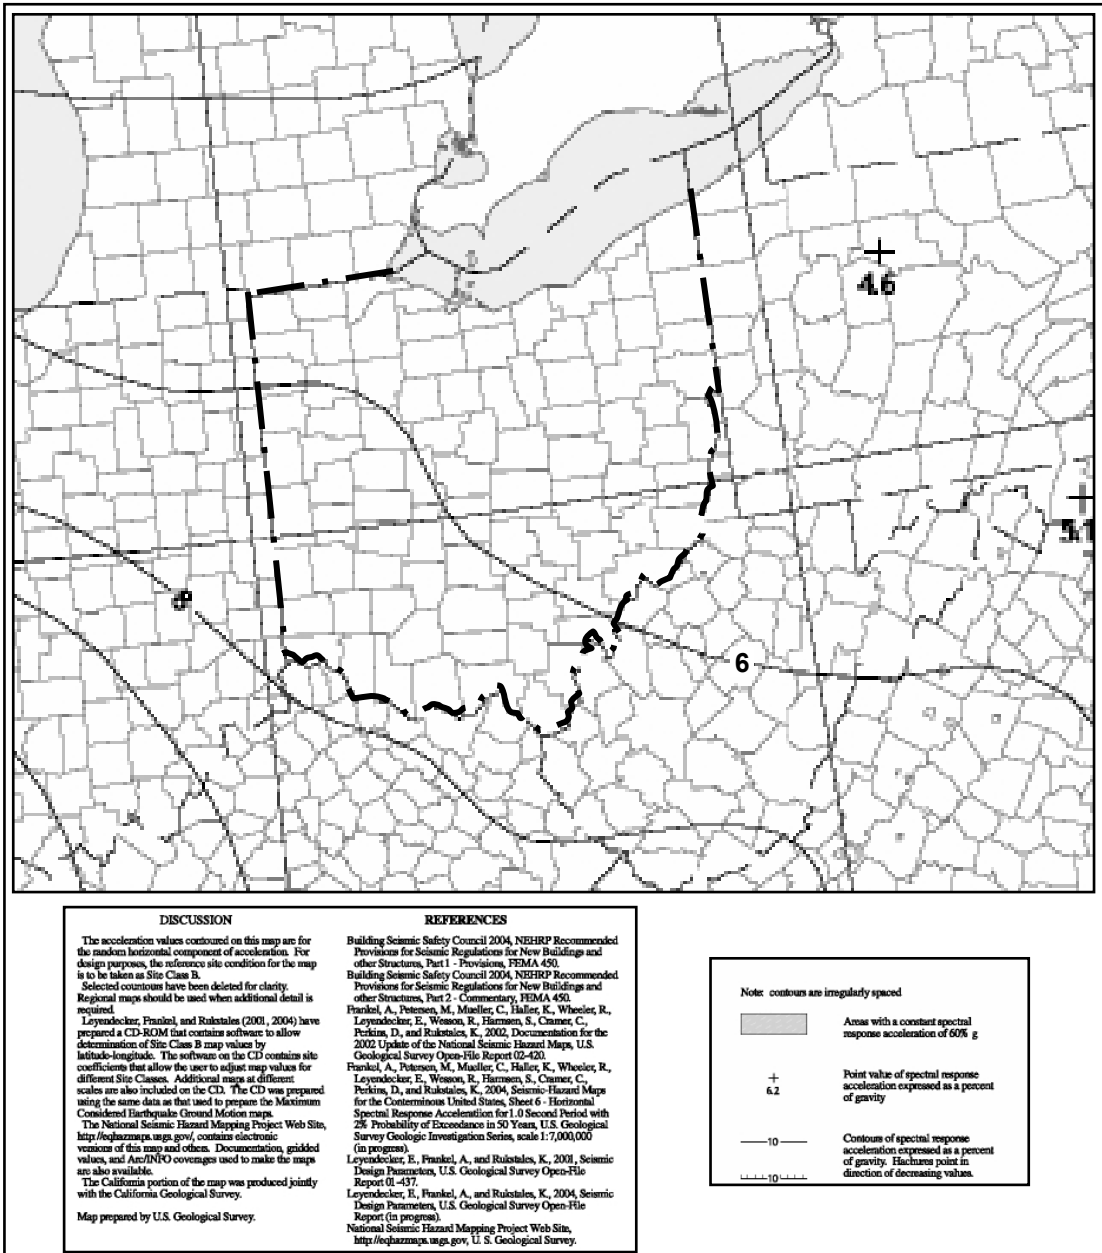 4.6
5.1
6
8
DISCUSSION
The acceleration values contoured on this map are for
the random horizontal component of acceleration. For
design purposes, the reference site condition for the map
is to be taken as Site Class B.
Selected countours have been deleted for clarity.
Regional maps should be used when additional detail is
required.
Leyendecker, Frankel, and Rukstales (2001, 2004) have
prepared a CD-ROM that contains software to allow
determination of Site Class B map values by
latitude-longitude. The software on the CD contains site
coefficients that allow the user to adjust map values for
different Site Classes. Additional maps at different
scales are also included on the CD. The CD was prepared
using the same data as that used to prepare the Maximum
Considered Earthquake Ground Motion maps.
The National Seismic Hazard Mapping Project Web Site,
http://eqhazmaps.usgs.gov/, contains electronic
versions of this map and others. Documentation, gridded
values, and Arc/INFO coverages used to make the maps
are also available.
The California portion of the map was produced jointly
with the California Geological Survey.
Map prepared by U.S. Geological Survey.
REFERENCES
Building Seismic Safety Council 2004, NEHRP Recommended
Provisions for Seismic Regulations for New Buildings and
other Structures, Part 1 - Provisions, FEMA 450.
Building Seismic Safety Council 2004, NEHRP Recommended
Provisions for Seismic Regulations for New Buildings and
other Structures, Part 2 - Commentary, FEMA 450.
Frankel, A., Petersen, M., Mueller, C., Haller, K., Wheeler, R.,
Leyendecker, E., Wesson, R., Harmsen, S., Cramer, C.,
Perkins, D., and Rukstales, K., 2002, Documentation for the
2002 Update of the National Seismic Hazard Maps, U.S.
Geological Survey Open-File Report 02-420.
Frankel, A., Petersen, M., Mueller, C., Haller, K., Wheeler, R.,
Leyendecker, E., Wesson, R., Harmsen, S., Cramer, C.,
Perkins, D., and Rukstales, K., 2004, Seismic-Hazard Maps
for the Conterminous United States, Sheet 6 - Horizontal
Spectral Response Acceleratiion for 1.0 Second Period with
2% Probability of Exceedance in 50 Years, U.S. Geological
Survey Geologic Investigation Series, scale 1:7,000,000
(in progress).
Leyendecker, E., Frankel, A., and Rukstales, K., 2001, Seismic
Design Parameters, U.S. Geological Survey Open-File
Report 01-437.
Leyendecker, E., Frankel, A., and Rukstales, K., 2004, Seismic
Design Parameters, U.S. Geological Survey Open-File
Report (in progress).
National Seismic Hazard Mapping Project Web Site,
http://eqhazmaps.usgs.gov, U. S. Geological Survey.
Note: contours are irregularly spaced
Areas with a constant spectral
response acceleration of 60% g
6.2
Point value of spectral response
acceleration expressed as a percent
of gravity
10
10
Contours of spectral response
acceleration expressed as a percent
of gravity. Hachures point in
direction of decreasing values.